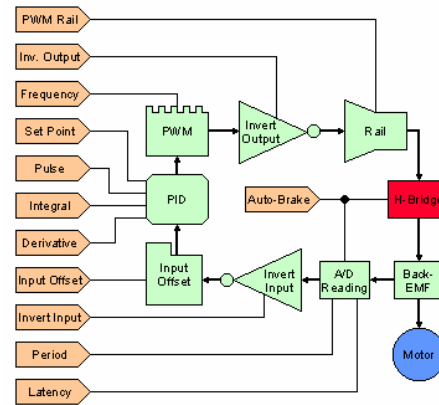 PWM Rail
Inv. Output
Frequency
Set Point
Pulse
Integral
Derivative
Input Offset
Invert Input
Period
Latency
PWM
Invert
Output
Rail
PID
Auto-Brake
H-Bridge
Input
Offset
Invert
Input
A/D
Reading
Back-
EMF
Motor